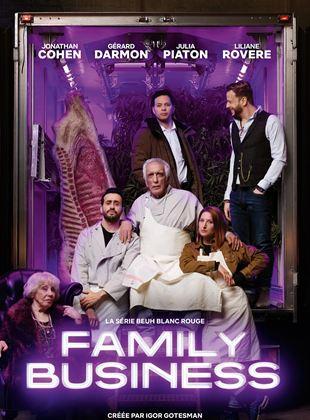 JONATHAN GÉRARD JULIA LILIANE
COHEN DARMON PIATON ROVERE
LA SÉRIE BEUH BLANC ROUGE
FAMILY
BUSINESS
CRÉÉE PAR IGOR GOTESMAN